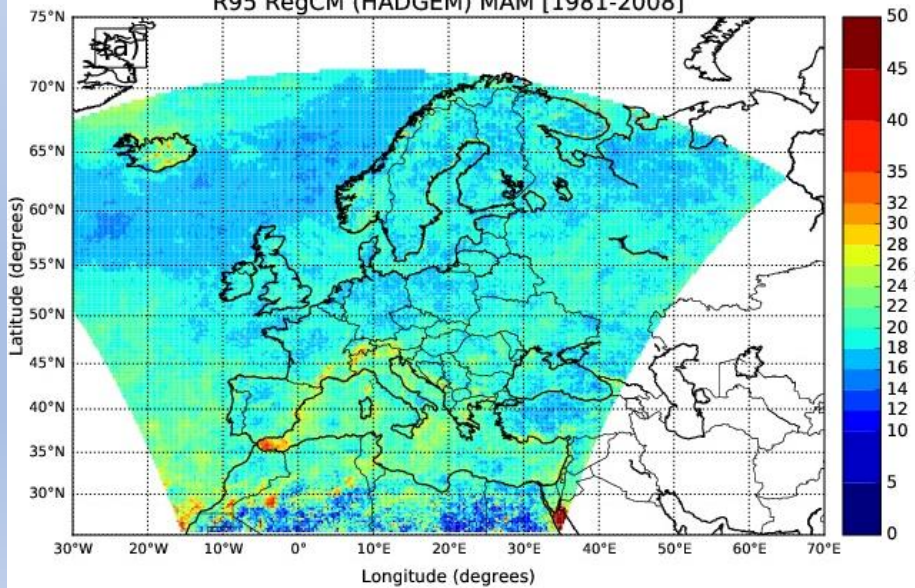 R95 RegCM (HADGEM) MAM [1981-2008]
(a)
75°N
70°N
65°N
60°N
55°N
50°N
45°N
40°N
35°N
30°N
Latitude (degrees)
30°W 20°W 10°W 0° 10°E 20°E 30°E 40°E 50°E 60°E 70°E
Longitude (degrees)
50
45
40
35
32
30
28
26
24
22
20
18
16
14
12
10
5
0